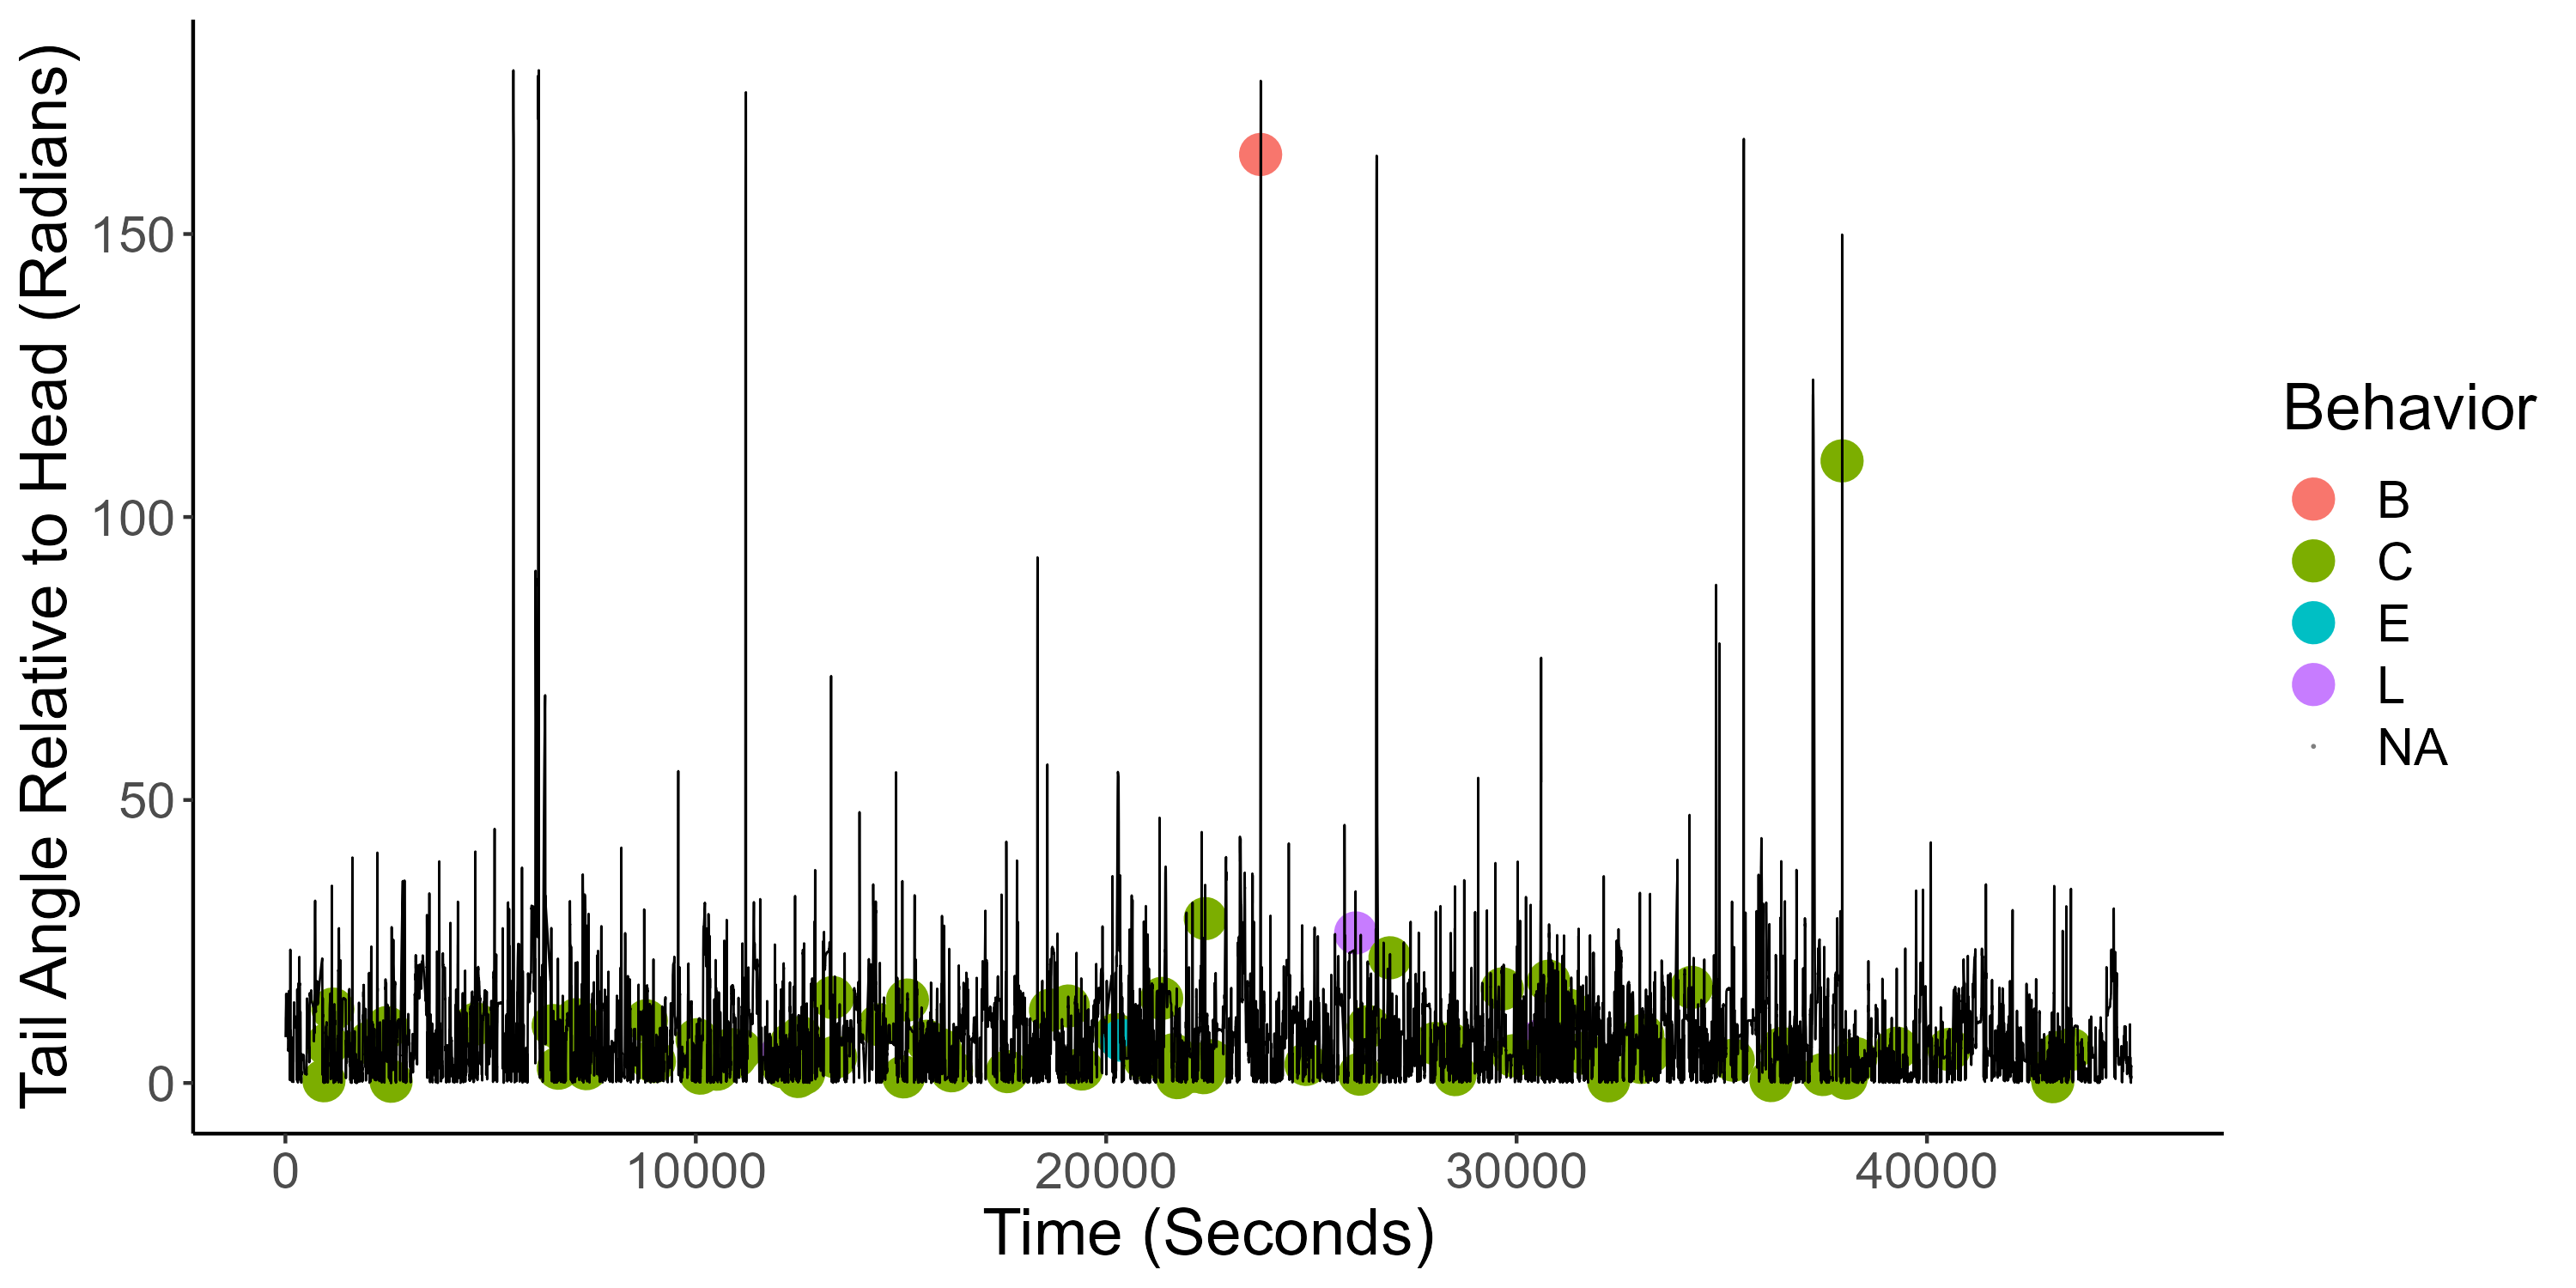 Tail Angle Relative to Head (Radians)
150
100
50
0
0
10000
20000
30000
40000
Time (Seconds)
Behavior
B
C
E
L
NA